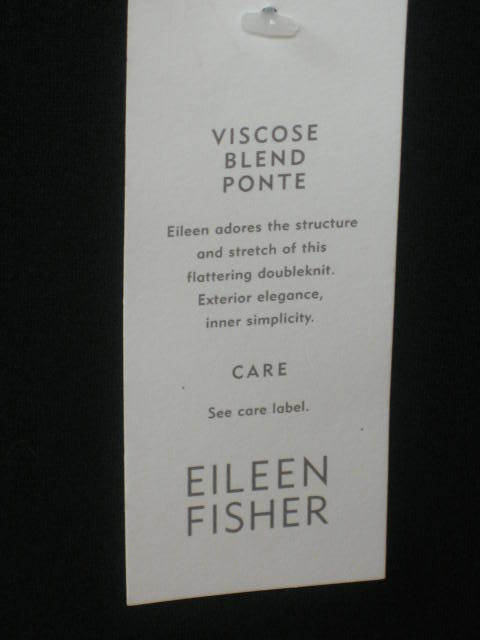 VISCOSE
BLEND
PONTE
Eileen adores the structure
and stretch of this
flattering doubleknit.
Exterior elegance,
inner simplicity.
CARE
See care label.
EILEEN
FISHER